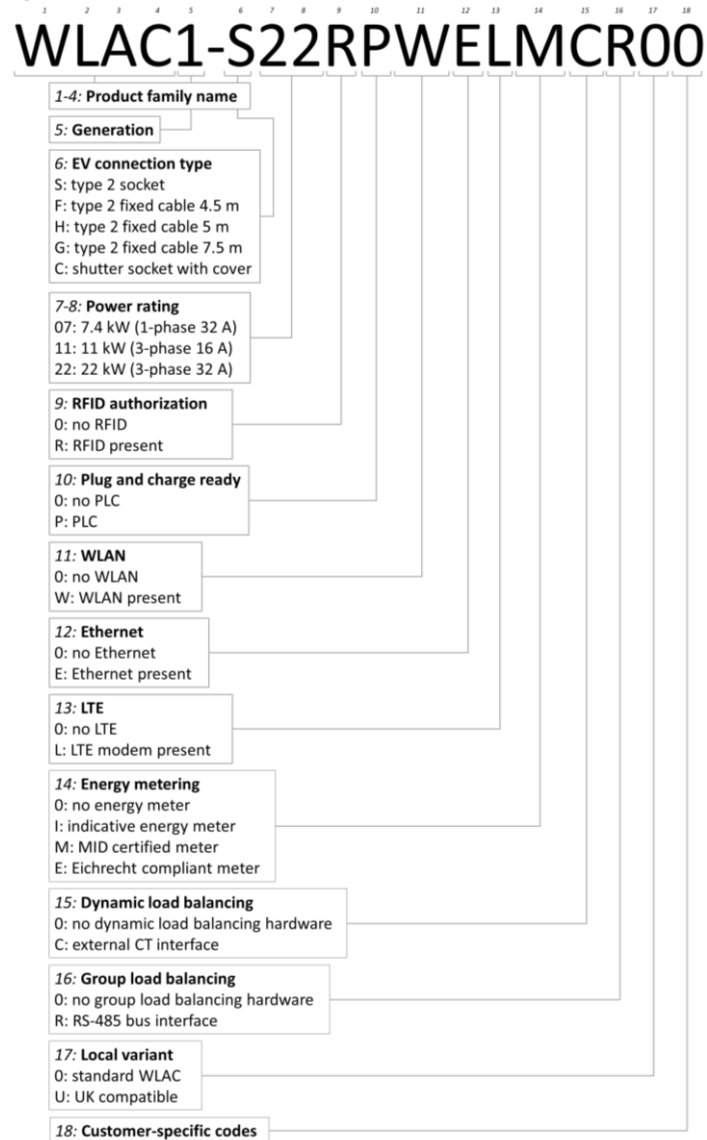 1 2 3 4 5 6 7 8 9 10 11 12 13 14 15 16 17 18
WLAC1-S22RPWELMCR00
1-4: Product family name
5: Generation
6: EV connection type
S: type 2 socket
F: type 2 fixed cable 4.5 m
H: type 2 fixed cable 5 m
G: type 2 fixed cable 7.5 m
C: shutter socket with cover
7-8: Power rating
07: 7.4 kW (1-phase 32 A)
11: 11 kW (3-phase 16 A)
22: 22 kW (3-phase 32 A)
9: RFID authorization
0: no RFID
R: RFID present
10: Plug and charge ready
0: no PLC
P: PLC
11: WLAN
0: no WLAN
W: WLAN present
12: Ethernet
0: no Ethernet
E: Ethernet present
13: LTE
0: no LTE
L: LTE modem present
14: Energy metering
0: no energy meter
I: indicative energy meter
M: MID certified meter
E: Eichrecht compliant meter
15: Dynamic load balancing
0: no dynamic load balancing hardware
C: external CT interface
16: Group load balancing
0: no group load balancing hardware
R: RS-485 bus interface
17: Local variant
0: standard WLAC
U: UK compatible
18: Customer-specific codes